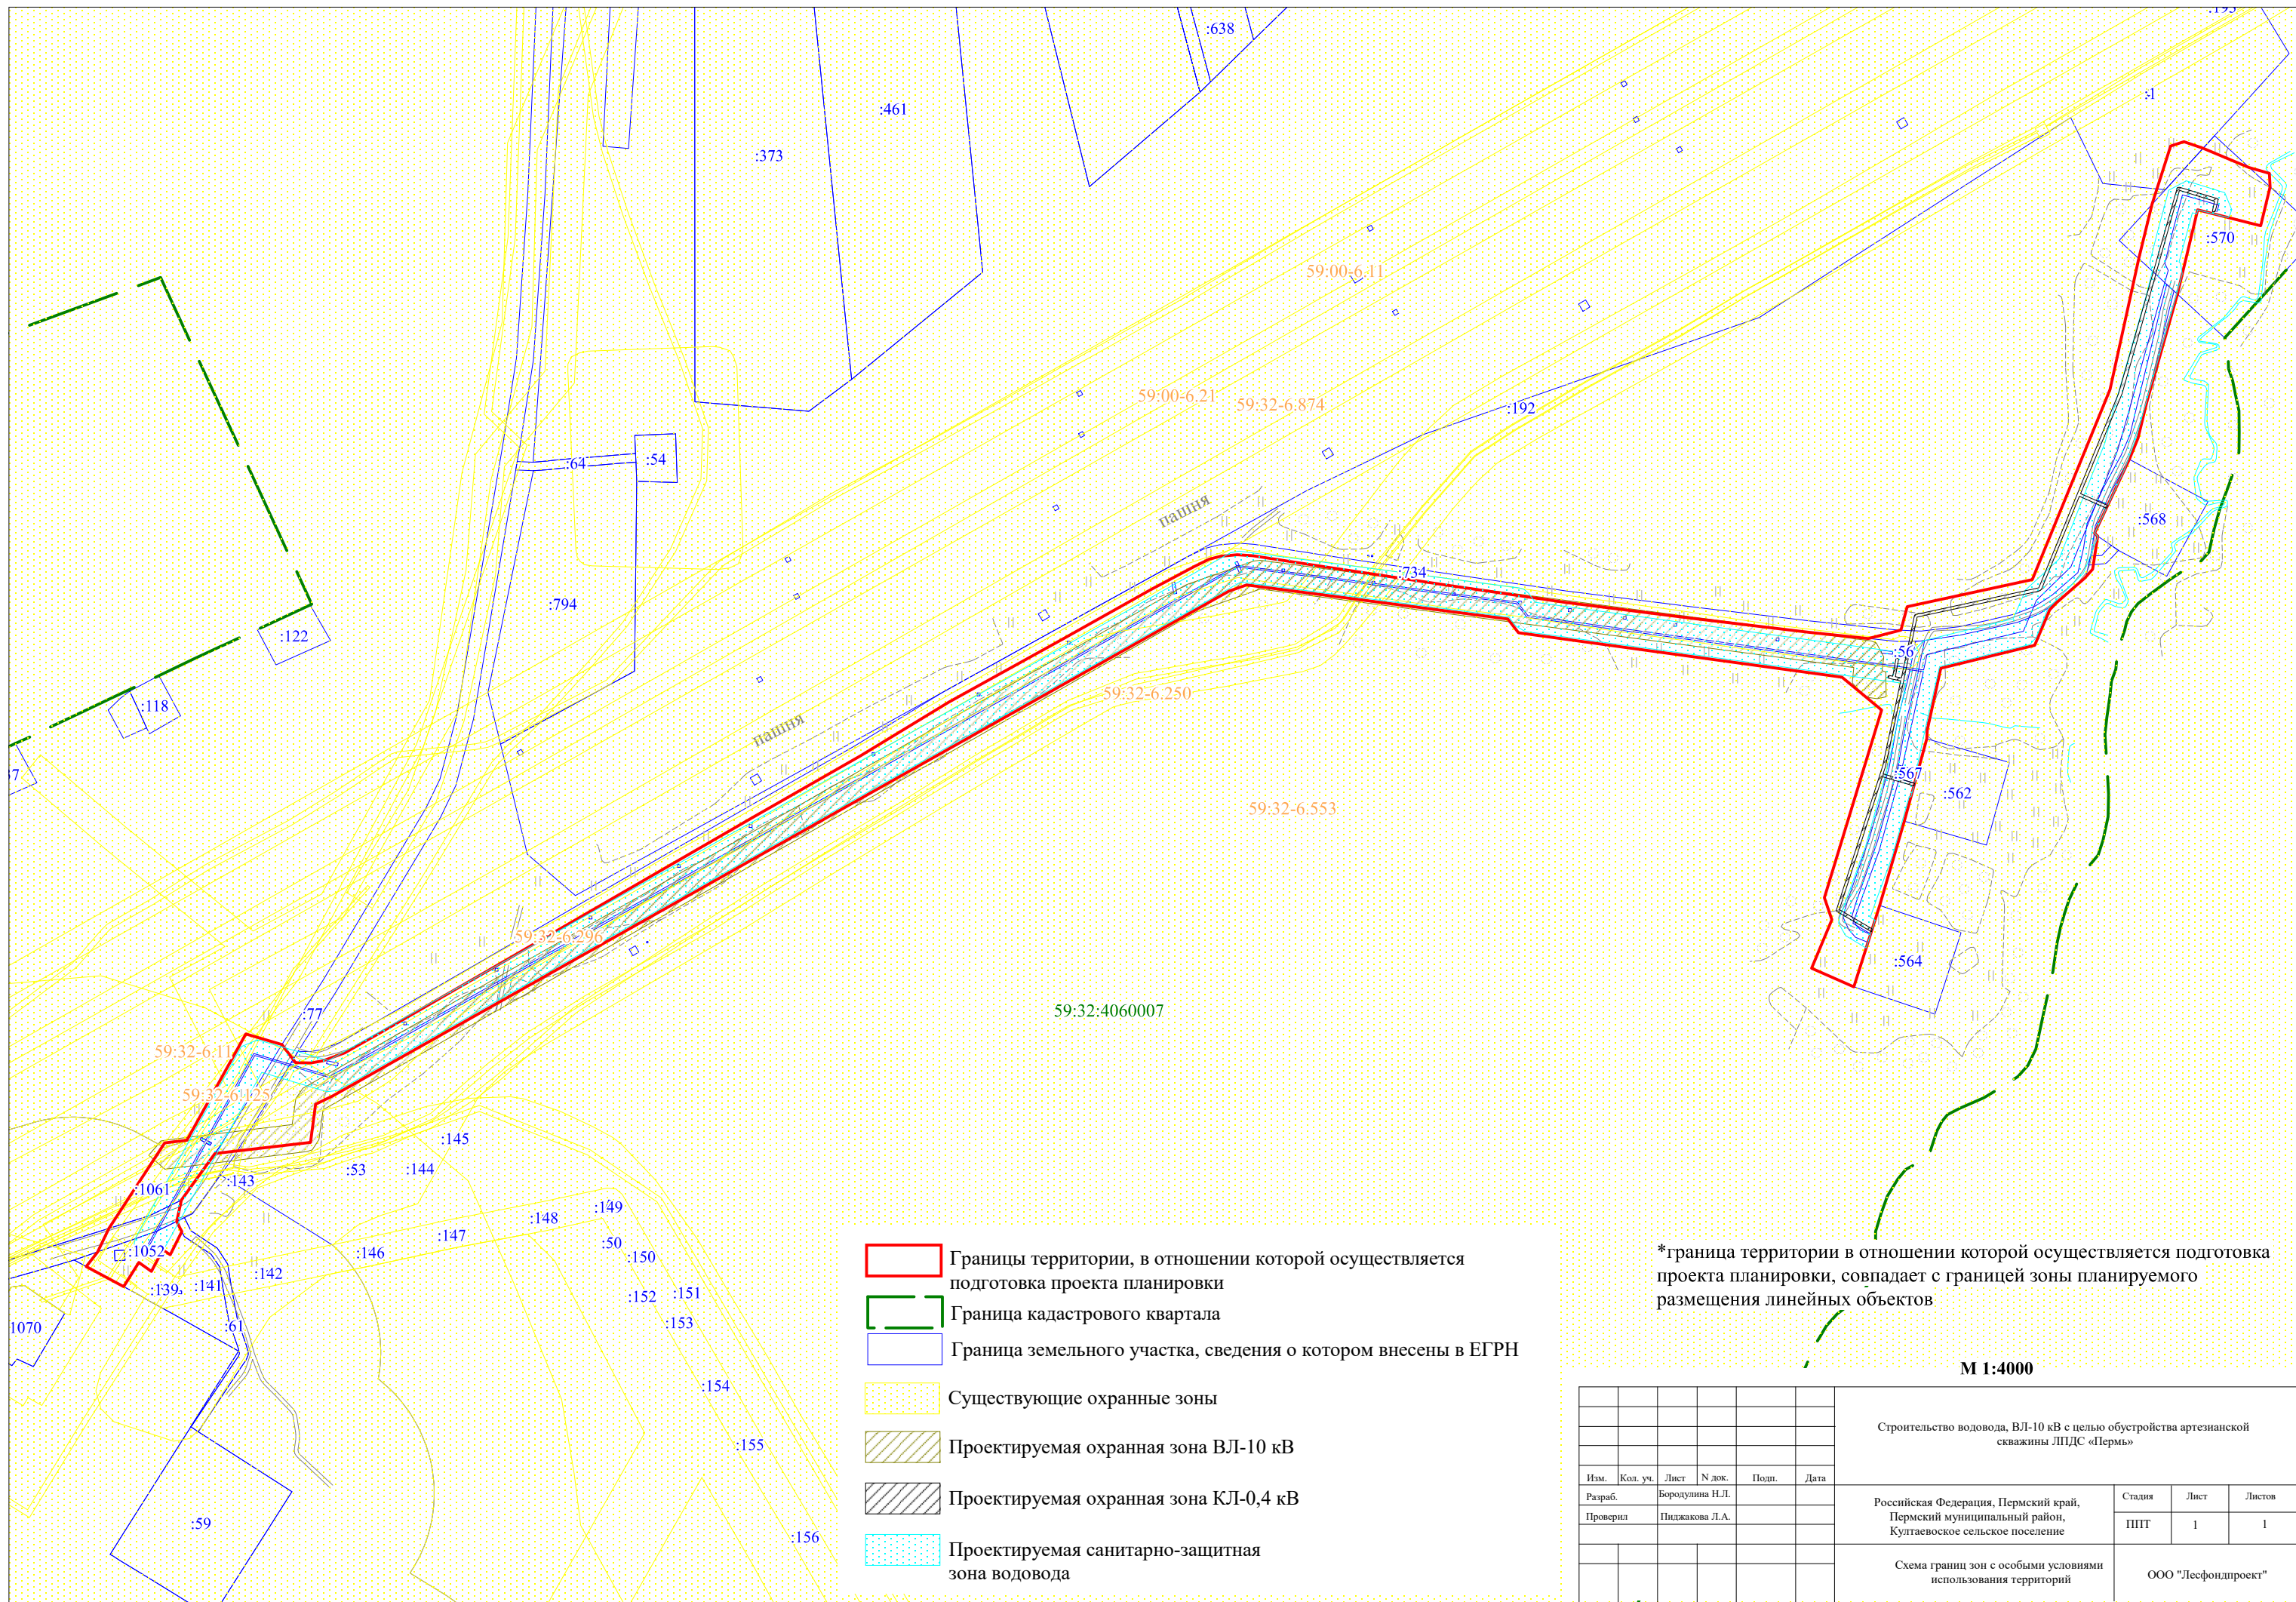 :195
:638
:1
:461
:373
:570
59:00-6.11
59:00-6.21
59:32-6.874
:192
:64
:54
пашня
:568
:734
:794
:122
:56
59:32-6.250
:118
пашня
:567
:562
59:32-6.553
59:32-6.296
:564
59:32:4060007
:77
59:32-6.11
59:32-6.125
:145
:53
:144
:143
:1061
:149
:148
:147
:146
:50
:150
:1052
:142
:139
:141
:151
:152
:153
:61
1070
:154
:155
:59
:156
Границы территории, в отношении которой осуществляется
подготовка проекта планировки
Граница кадастрового квартала
Граница земельного участка, сведения о котором внесены в ЕГРН
Существующие охранные зоны
Проектируемая охранная зона ВЛ-10 кВ
Проектируемая охранная зона КЛ-0,4 кВ
Проектируемая санитарно-защитная
зона водовода
*граница территории в отношении которой осуществляется подготовка
проекта планировки, совпадает с границей зоны планируемого
размещения линейных объектов
М 1:4000
Строительство водовода, ВЛ-10 кВ с целью обустройства артезианской
скважины ЛПДС «Пермь»
Изм. Кол. уч. Лист N док. Подп. Дата
Разраб. Бородулина Н.Л.
Проверил Пиджакова Л.А.
Российская Федерация, Пермский край,
Пермский муниципальный район,
Култаевоское сельское поселение
Стадия Лист Листов
ППТ 1 1
Схема границ зон с особыми условиями
использования территорий
ООО "Лесфондпроект"